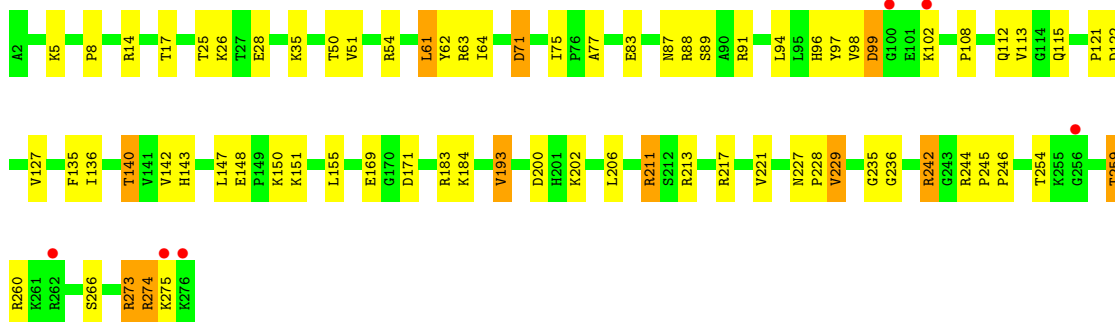 A2 K5 P8 R14 T17 T25 K26 T27 E28 K35 T50 V51 R54 L61 Y62 R63 I64 D71 I75 P76 A77 E83 N87 R88 S89 A90 R91 L94 L95 H96 Y97 V98 D99 G100 E101 K102 P108 Q112 V113 G114 Q115 P121 D122
V127 F135 I136 T140 V141 V142 H143 L147 E148 P149 K150 K151 L155 E169 G170 D171 R183 K184 V193 D200 H201 K202 L206 R211 S212 R213 R217 V221 N227 P228 V229 G235 G236 R242 G243 R244 P245 P246 T254 K255 G256 T259
R260 K261 R262 S266 R273 R274 K275 K276